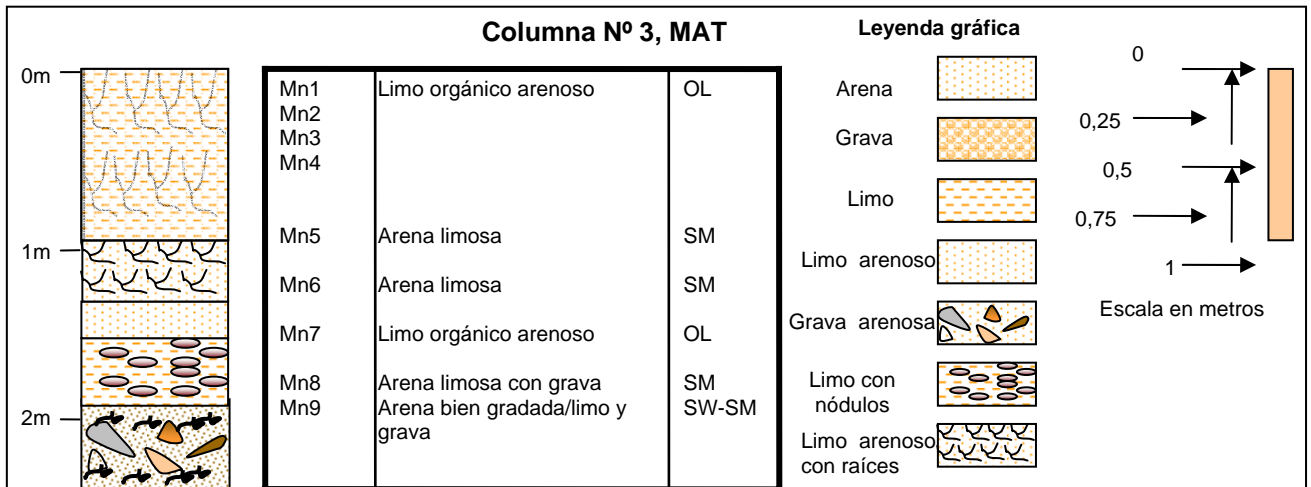 Columna Nº 3, MAT
0m
1m
2m
Mn1 Limo orgánico arenoso OL
Mn2
Mn3
Mn4
Mn5 Arena limosa SM
Mn6 Arena limosa SM
Mn7 Limo orgánico arenoso OL
Mn8 Arena limosa con grava SM
Mn9 Arena bien gradada/limo y SW-SM
grava
Leyenda gráfica
Arena
Grava
Limo
Limo arenoso
Grava arenosa
Limo con
nódulos
Limo arenoso
con raíces
0
0,25
0,5
0,75
1
Escala en metros